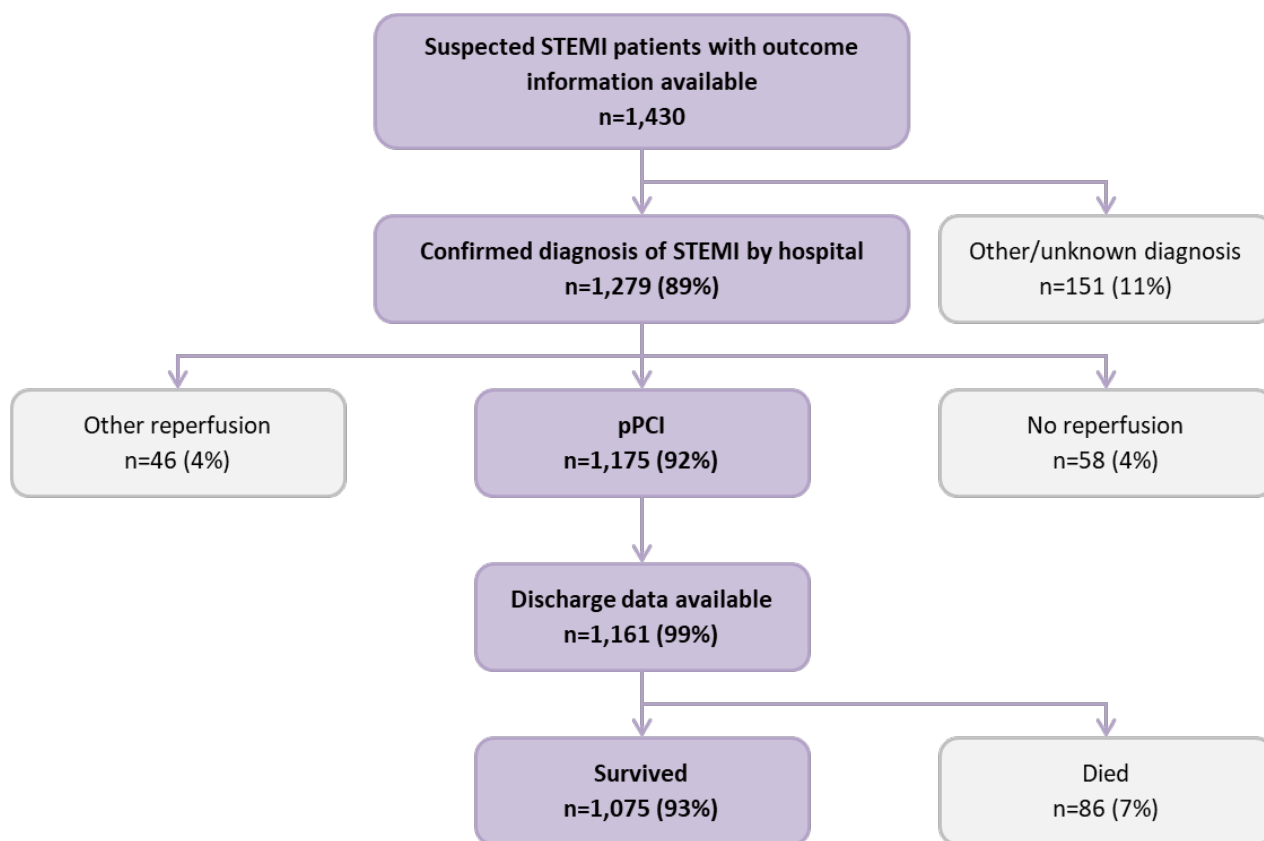 Suspected STEMI patients with outcome
information available
n=1,430
Confirmed diagnosis of STEMI by hospital
n=1,279 (89%)
Other/unknown diagnosis
n=151 (11%)
Other reperfusion
n=46 (4%)
pPCI
n=1,175 (92%)
No reperfusion
n=58 (4%)
Discharge data available
n=1,161 (99%)
Survived
n=1,075 (93%)
Died
n=86 (7%)